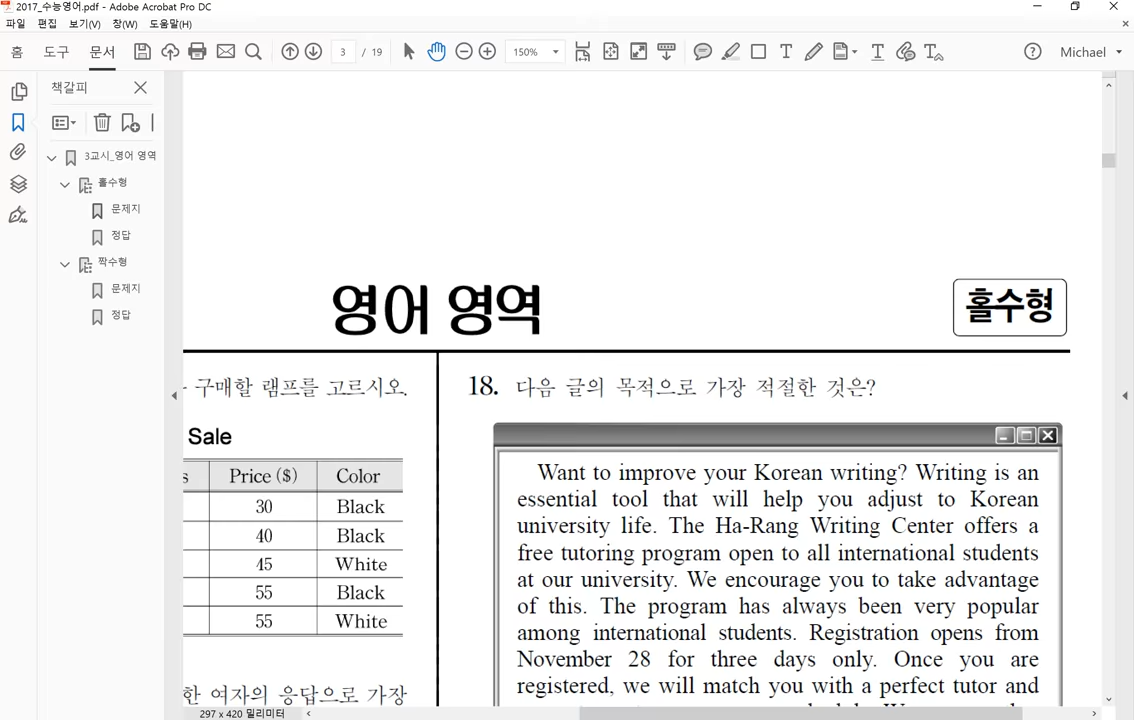 2017_수능영어.pdf - Adobe Acrobat Pro DC
파일 편집 보기(V) 창(W) 도움말(H)
홈 도구 문서 3 / 19 150% Michael
책갈피
3교시_영어 영역
홀수형
문제지
정답
짝수형
문제지
정답
영어 영역
홀수형
구매할 램프를 고르시오.
Sale
s Price ($) Color
30 Black
40 Black
45 White
55 Black
55 White
한 여자의 응답으로 가장
18. 다음 글의 목적으로 가장 적절한 것은?
Want to improve your Korean writing? Writing is an
essential tool that will help you adjust to Korean
university life. The Ha-Rang Writing Center offers a
free tutoring program open to all international students
at our university. We encourage you to take advantage
of this. The program has always been very popular
among international students. Registration opens from
November 28 for three days only. Once you are
registered, we will match you with a perfect tutor and
297 x 420 밀리미터